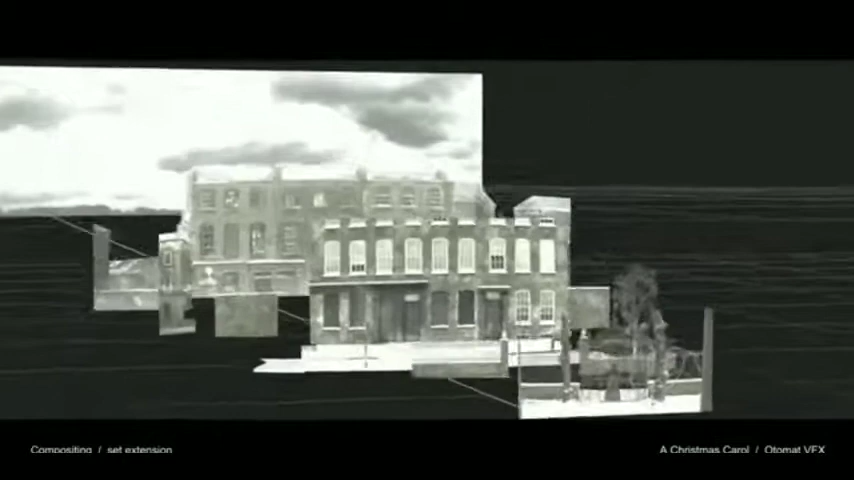 Compositing / set extension
A Christmas Carol / Otomat VFX